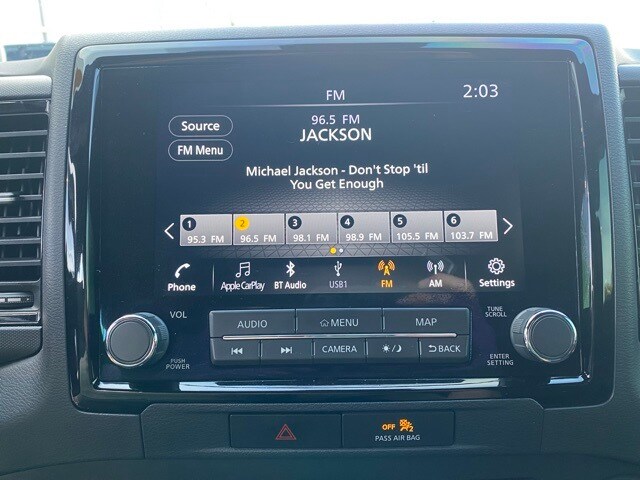 FM
2:03
Source
96.5 FM
JACKSON
FM Menu
Michael Jackson - Don't Stop 'til
You Get Enough
1 2 3 4 5 6
95.3 FM 96.5 FM 98.1 FM 98.9 FM 105.5 FM 103.7 FM
Phone Apple CarPlay BT Audio USB1 FM AM Settings
VOL
AUDIO MENU MAP
TUNE
SCROLL
CAMERA BACK
PUSH
POWER
ENTER
SETTING
OFF 2
PASS AIR BAG